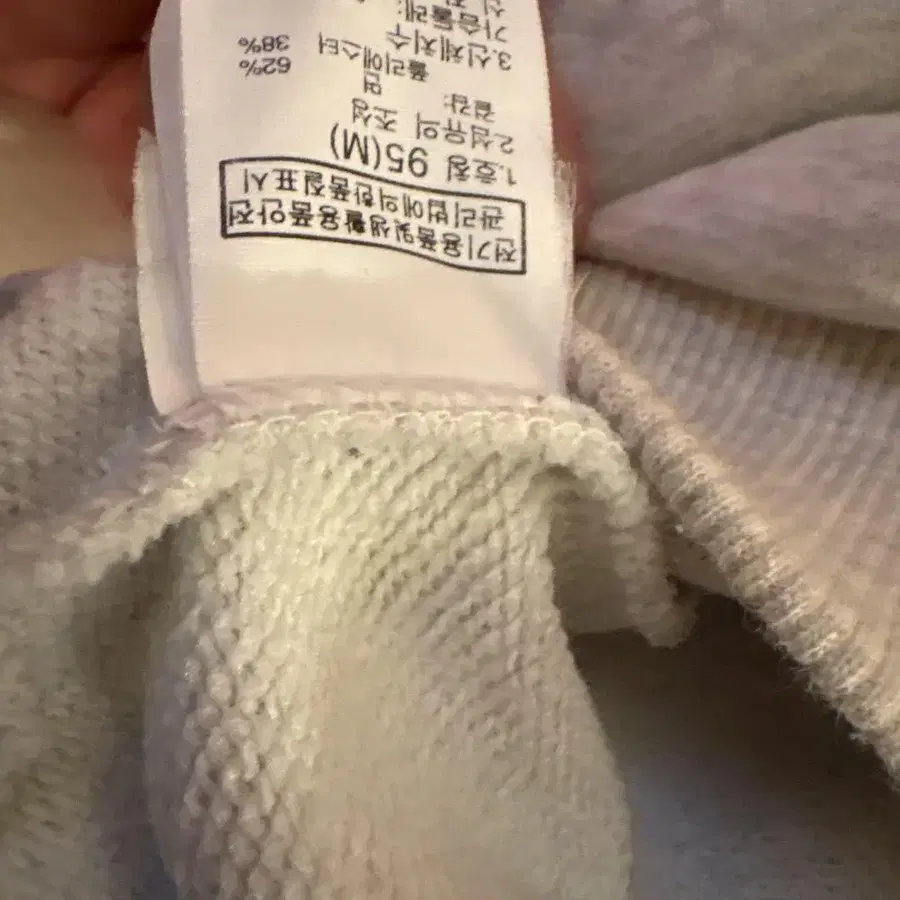 전기용품및생활용품안전
관리법에의한품질표시
1.호칭 95(M)
2.섬유의 조성
겉감:
면 62%
폴리에스터 38%
3.신체치수
가슴둘레: